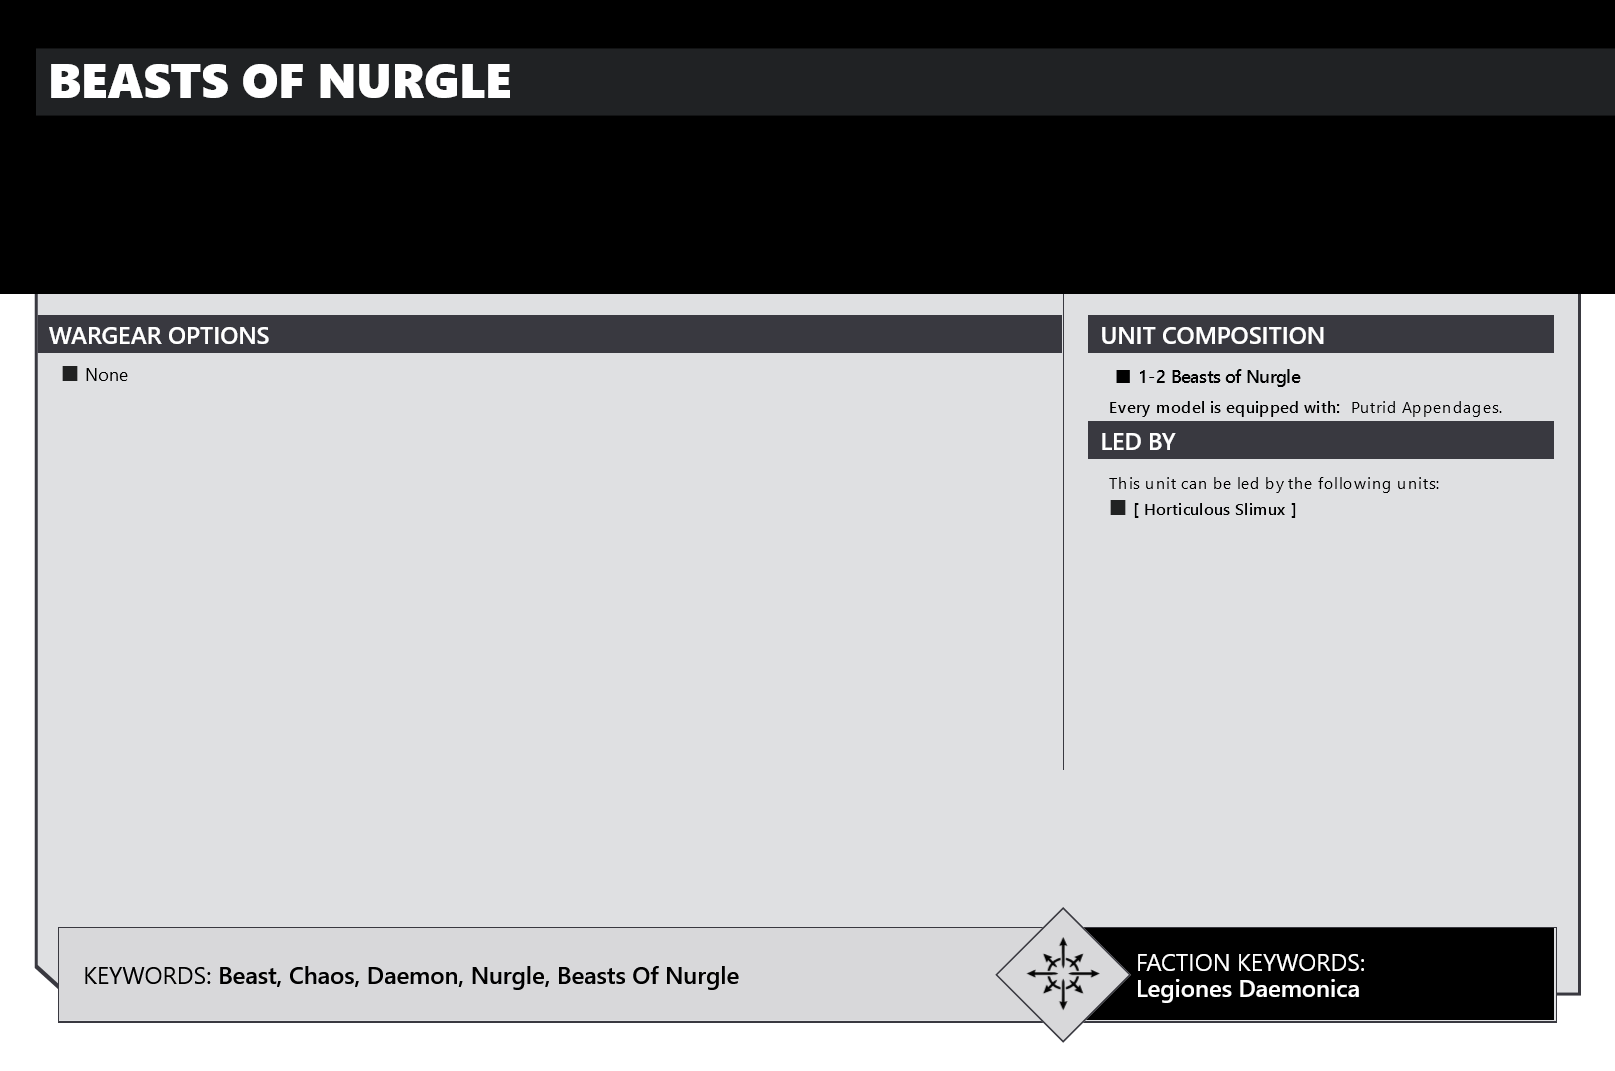 BEASTS OF NURGLE
WARGEAR OPTIONS
■ None
UNIT COMPOSITION
■ 1-2 Beasts of Nurgle
Every model is equipped with: Putrid Appendages.
LED BY
This unit can be led by the following units:
■ [ Horticulous Slimux ]
KEYWORDS: Beast, Chaos, Daemon, Nurgle, Beasts Of Nurgle
FACTION KEYWORDS:
Legiones Daemonica